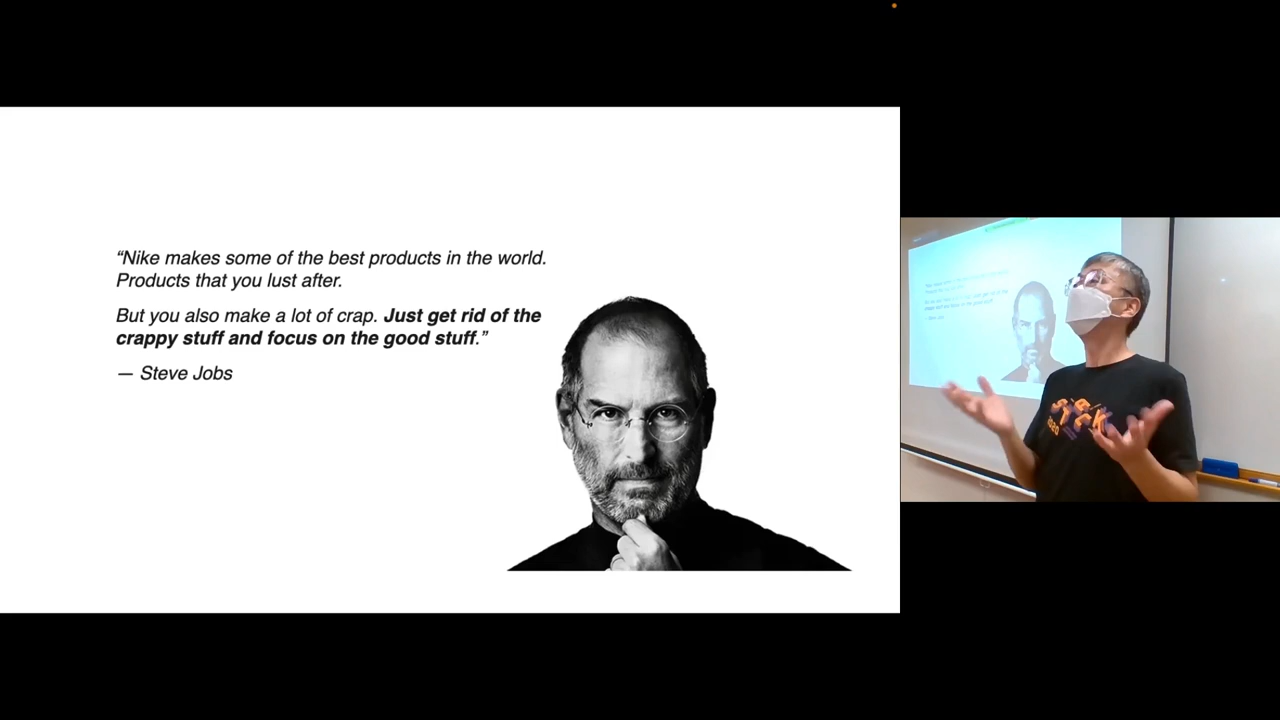 “Nike makes some of the best products in the world.
Products that you lust after.
But you also make a lot of crap. Just get rid of the
crappy stuff and focus on the good stuff.”
— Steve Jobs
2020